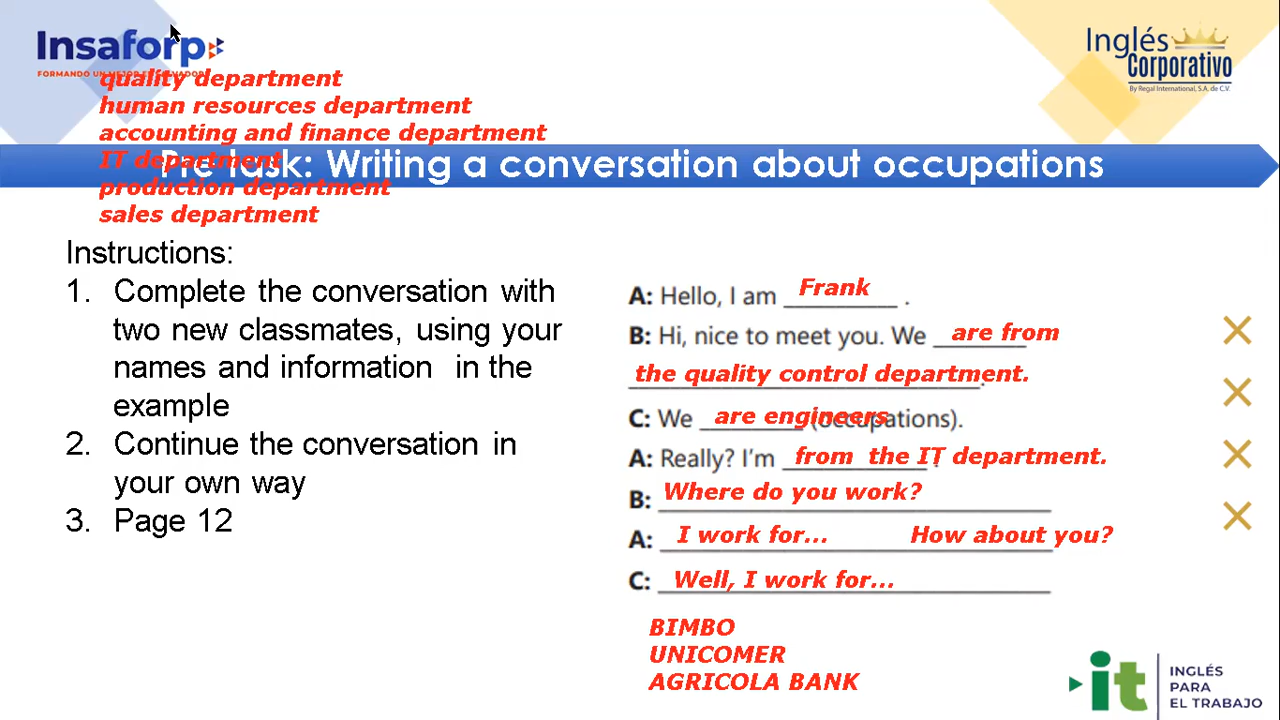 Insaforp
FORMANDO UN MEJOR EL SALVADOR
Inglés
Corporativo
By Regal International, S.A. de C.V.
quality department
human resources department
accounting and finance department
IT department
production department
sales department
Pre task: Writing a conversation about occupations
Instructions:
1. Complete the conversation with
two new classmates, using your
names and information in the
example
2. Continue the conversation in
your own way
3. Page 12
A: Hello, I am Frank .
B: Hi, nice to meet you. We are from
the quality control department.
C: We are engineers (occupations).
A: Really? I'm from the IT department.
B: Where do you work?
A: I work for... How about you?
C: Well, I work for...
BIMBO
UNICOMER
AGRICOLA BANK
it
INGLÉS
PARA
EL TRABAJO